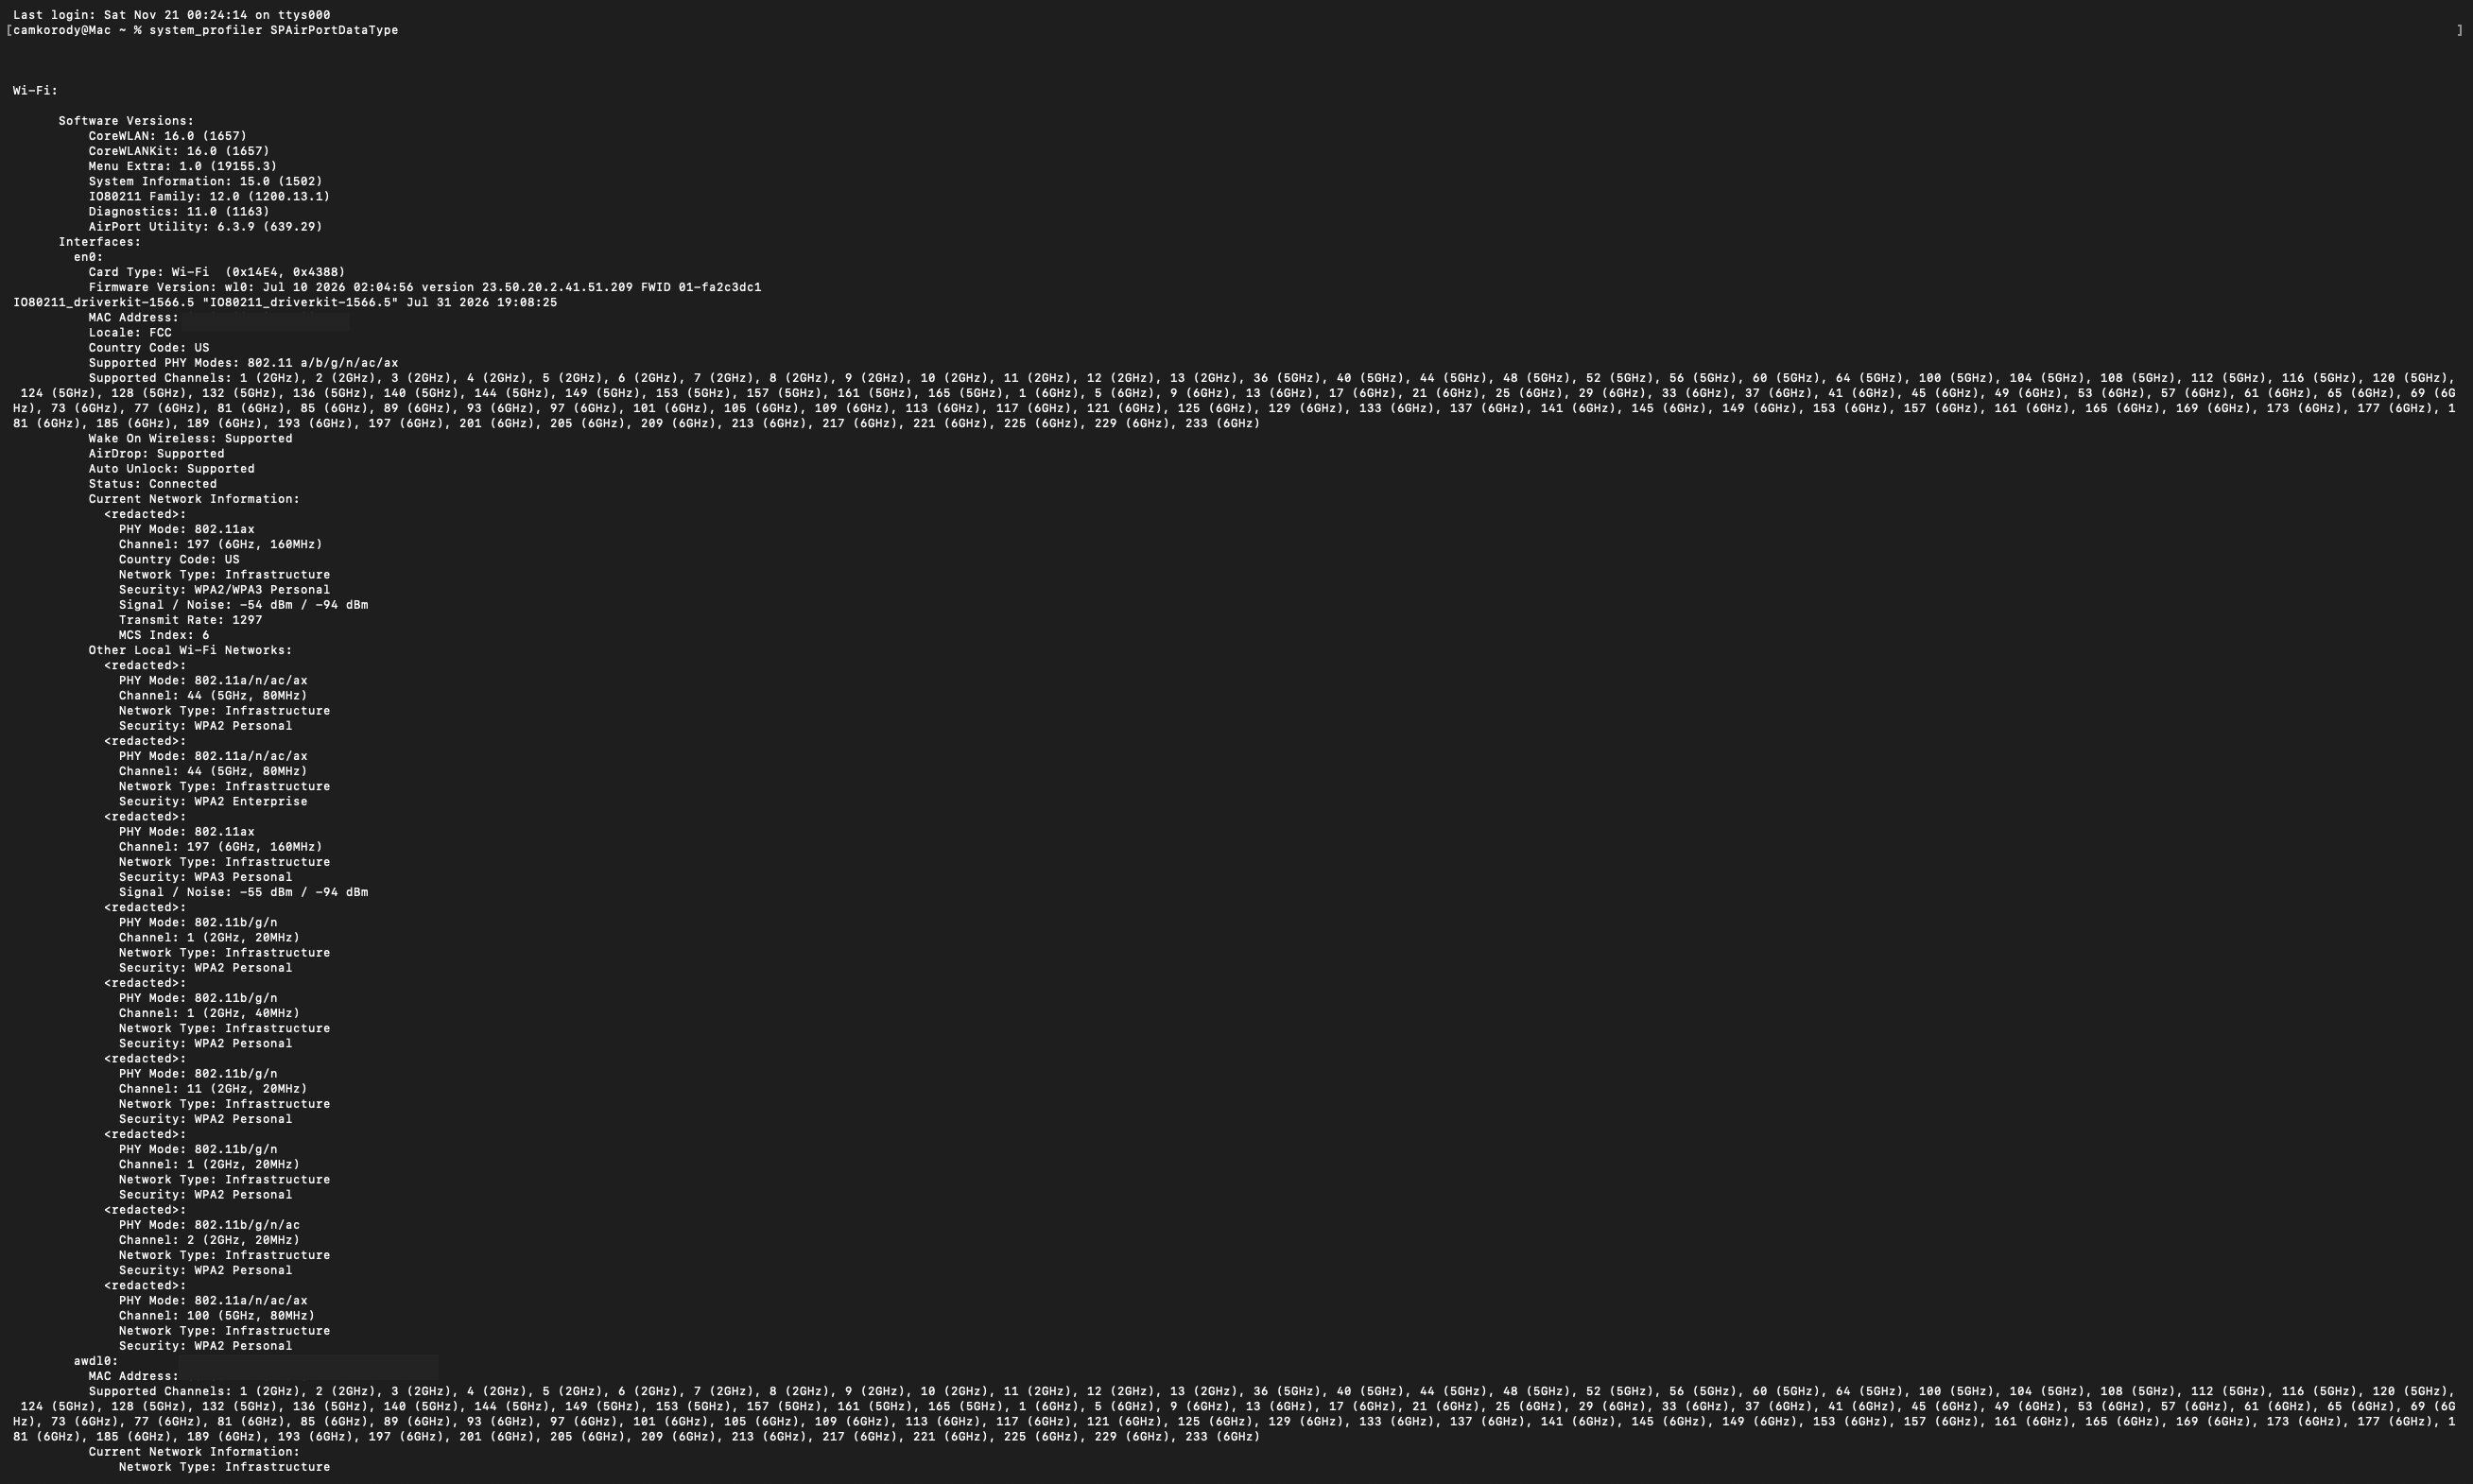 Last login: Sat Nov 21 00:24:14 on ttys000
[camkorody@Mac ~ % system_profiler SPAirPortDataType ]
Wi-Fi:
Software Versions:
CoreWLAN: 16.0 (1657)
CoreWLANKit: 16.0 (1657)
Menu Extra: 1.0 (19155.3)
System Information: 15.0 (1502)
IO80211 Family: 12.0 (1200.13.1)
Diagnostics: 11.0 (1163)
AirPort Utility: 6.3.9 (639.29)
Interfaces:
en0:
Card Type: Wi-Fi  (0x14E4, 0x4388)
Firmware Version: wl0: Jul 10 2026 02:04:56 version 23.50.20.2.41.51.209 FWID 01-fa2c3dc1
IO80211_driverkit-1566.5 "IO80211_driverkit-1566.5" Jul 31 2026 19:08:25
MAC Address:
Locale: FCC
Country Code: US
Supported PHY Modes: 802.11 a/b/g/n/ac/ax
Supported Channels: 1 (2GHz), 2 (2GHz), 3 (2GHz), 4 (2GHz), 5 (2GHz), 6 (2GHz), 7 (2GHz), 8 (2GHz), 9 (2GHz), 10 (2GHz), 11 (2GHz), 12 (2GHz), 13 (2GHz), 36 (5GHz), 40 (5GHz), 44 (5GHz), 48 (5GHz), 52 (5GHz), 56 (5GHz), 60 (5GHz), 64 (5GHz), 100 (5GHz), 104 (5GHz), 108 (5GHz), 112 (5GHz), 116 (5GHz), 120 (5GHz),
124 (5GHz), 128 (5GHz), 132 (5GHz), 136 (5GHz), 140 (5GHz), 144 (5GHz), 149 (5GHz), 153 (5GHz), 157 (5GHz), 161 (5GHz), 165 (5GHz), 1 (6GHz), 5 (6GHz), 9 (6GHz), 13 (6GHz), 17 (6GHz), 21 (6GHz), 25 (6GHz), 29 (6GHz), 33 (6GHz), 37 (6GHz), 41 (6GHz), 45 (6GHz), 49 (6GHz), 53 (6GHz), 57 (6GHz), 61 (6GHz), 65 (6GHz), 69 (6G
Hz), 73 (6GHz), 77 (6GHz), 81 (6GHz), 85 (6GHz), 89 (6GHz), 93 (6GHz), 97 (6GHz), 101 (6GHz), 105 (6GHz), 109 (6GHz), 113 (6GHz), 117 (6GHz), 121 (6GHz), 125 (6GHz), 129 (6GHz), 133 (6GHz), 137 (6GHz), 141 (6GHz), 145 (6GHz), 149 (6GHz), 153 (6GHz), 157 (6GHz), 161 (6GHz), 165 (6GHz), 169 (6GHz), 173 (6GHz), 177 (6GHz), 1
81 (6GHz), 185 (6GHz), 189 (6GHz), 193 (6GHz), 197 (6GHz), 201 (6GHz), 205 (6GHz), 209 (6GHz), 213 (6GHz), 217 (6GHz), 221 (6GHz), 225 (6GHz), 229 (6GHz), 233 (6GHz)
Wake On Wireless: Supported
AirDrop: Supported
Auto Unlock: Supported
Status: Connected
Current Network Information:
<redacted>:
PHY Mode: 802.11ax
Channel: 197 (6GHz, 160MHz)
Country Code: US
Network Type: Infrastructure
Security: WPA2/WPA3 Personal
Signal / Noise: -54 dBm / -94 dBm
Transmit Rate: 1297
MCS Index: 6
Other Local Wi-Fi Networks:
<redacted>:
PHY Mode: 802.11a/n/ac/ax
Channel: 44 (5GHz, 80MHz)
Network Type: Infrastructure
Security: WPA2 Personal
<redacted>:
PHY Mode: 802.11a/n/ac/ax
Channel: 44 (5GHz, 80MHz)
Network Type: Infrastructure
Security: WPA2 Enterprise
<redacted>:
PHY Mode: 802.11ax
Channel: 197 (6GHz, 160MHz)
Network Type: Infrastructure
Security: WPA3 Personal
Signal / Noise: -55 dBm / -94 dBm
<redacted>:
PHY Mode: 802.11b/g/n
Channel: 1 (2GHz, 20MHz)
Network Type: Infrastructure
Security: WPA2 Personal
<redacted>:
PHY Mode: 802.11b/g/n
Channel: 1 (2GHz, 40MHz)
Network Type: Infrastructure
Security: WPA2 Personal
<redacted>:
PHY Mode: 802.11b/g/n
Channel: 11 (2GHz, 20MHz)
Network Type: Infrastructure
Security: WPA2 Personal
<redacted>:
PHY Mode: 802.11b/g/n
Channel: 1 (2GHz, 20MHz)
Network Type: Infrastructure
Security: WPA2 Personal
<redacted>:
PHY Mode: 802.11b/g/n/ac
Channel: 2 (2GHz, 20MHz)
Network Type: Infrastructure
Security: WPA2 Personal
<redacted>:
PHY Mode: 802.11a/n/ac/ax
Channel: 100 (5GHz, 80MHz)
Network Type: Infrastructure
Security: WPA2 Personal
awdl0:
MAC Address:
Supported Channels: 1 (2GHz), 2 (2GHz), 3 (2GHz), 4 (2GHz), 5 (2GHz), 6 (2GHz), 7 (2GHz), 8 (2GHz), 9 (2GHz), 10 (2GHz), 11 (2GHz), 12 (2GHz), 13 (2GHz), 36 (5GHz), 40 (5GHz), 44 (5GHz), 48 (5GHz), 52 (5GHz), 56 (5GHz), 60 (5GHz), 64 (5GHz), 100 (5GHz), 104 (5GHz), 108 (5GHz), 112 (5GHz), 116 (5GHz), 120 (5GHz),
124 (5GHz), 128 (5GHz), 132 (5GHz), 136 (5GHz), 140 (5GHz), 144 (5GHz), 149 (5GHz), 153 (5GHz), 157 (5GHz), 161 (5GHz), 165 (5GHz), 1 (6GHz), 5 (6GHz), 9 (6GHz), 13 (6GHz), 17 (6GHz), 21 (6GHz), 25 (6GHz), 29 (6GHz), 33 (6GHz), 37 (6GHz), 41 (6GHz), 45 (6GHz), 49 (6GHz), 53 (6GHz), 57 (6GHz), 61 (6GHz), 65 (6GHz), 69 (6G
Hz), 73 (6GHz), 77 (6GHz), 81 (6GHz), 85 (6GHz), 89 (6GHz), 93 (6GHz), 97 (6GHz), 101 (6GHz), 105 (6GHz), 109 (6GHz), 113 (6GHz), 117 (6GHz), 121 (6GHz), 125 (6GHz), 129 (6GHz), 133 (6GHz), 137 (6GHz), 141 (6GHz), 145 (6GHz), 149 (6GHz), 153 (6GHz), 157 (6GHz), 161 (6GHz), 165 (6GHz), 169 (6GHz), 173 (6GHz), 177 (6GHz), 1
81 (6GHz), 185 (6GHz), 189 (6GHz), 193 (6GHz), 197 (6GHz), 201 (6GHz), 205 (6GHz), 209 (6GHz), 213 (6GHz), 217 (6GHz), 221 (6GHz), 225 (6GHz), 229 (6GHz), 233 (6GHz)
Current Network Information:
Network Type: Infrastructure